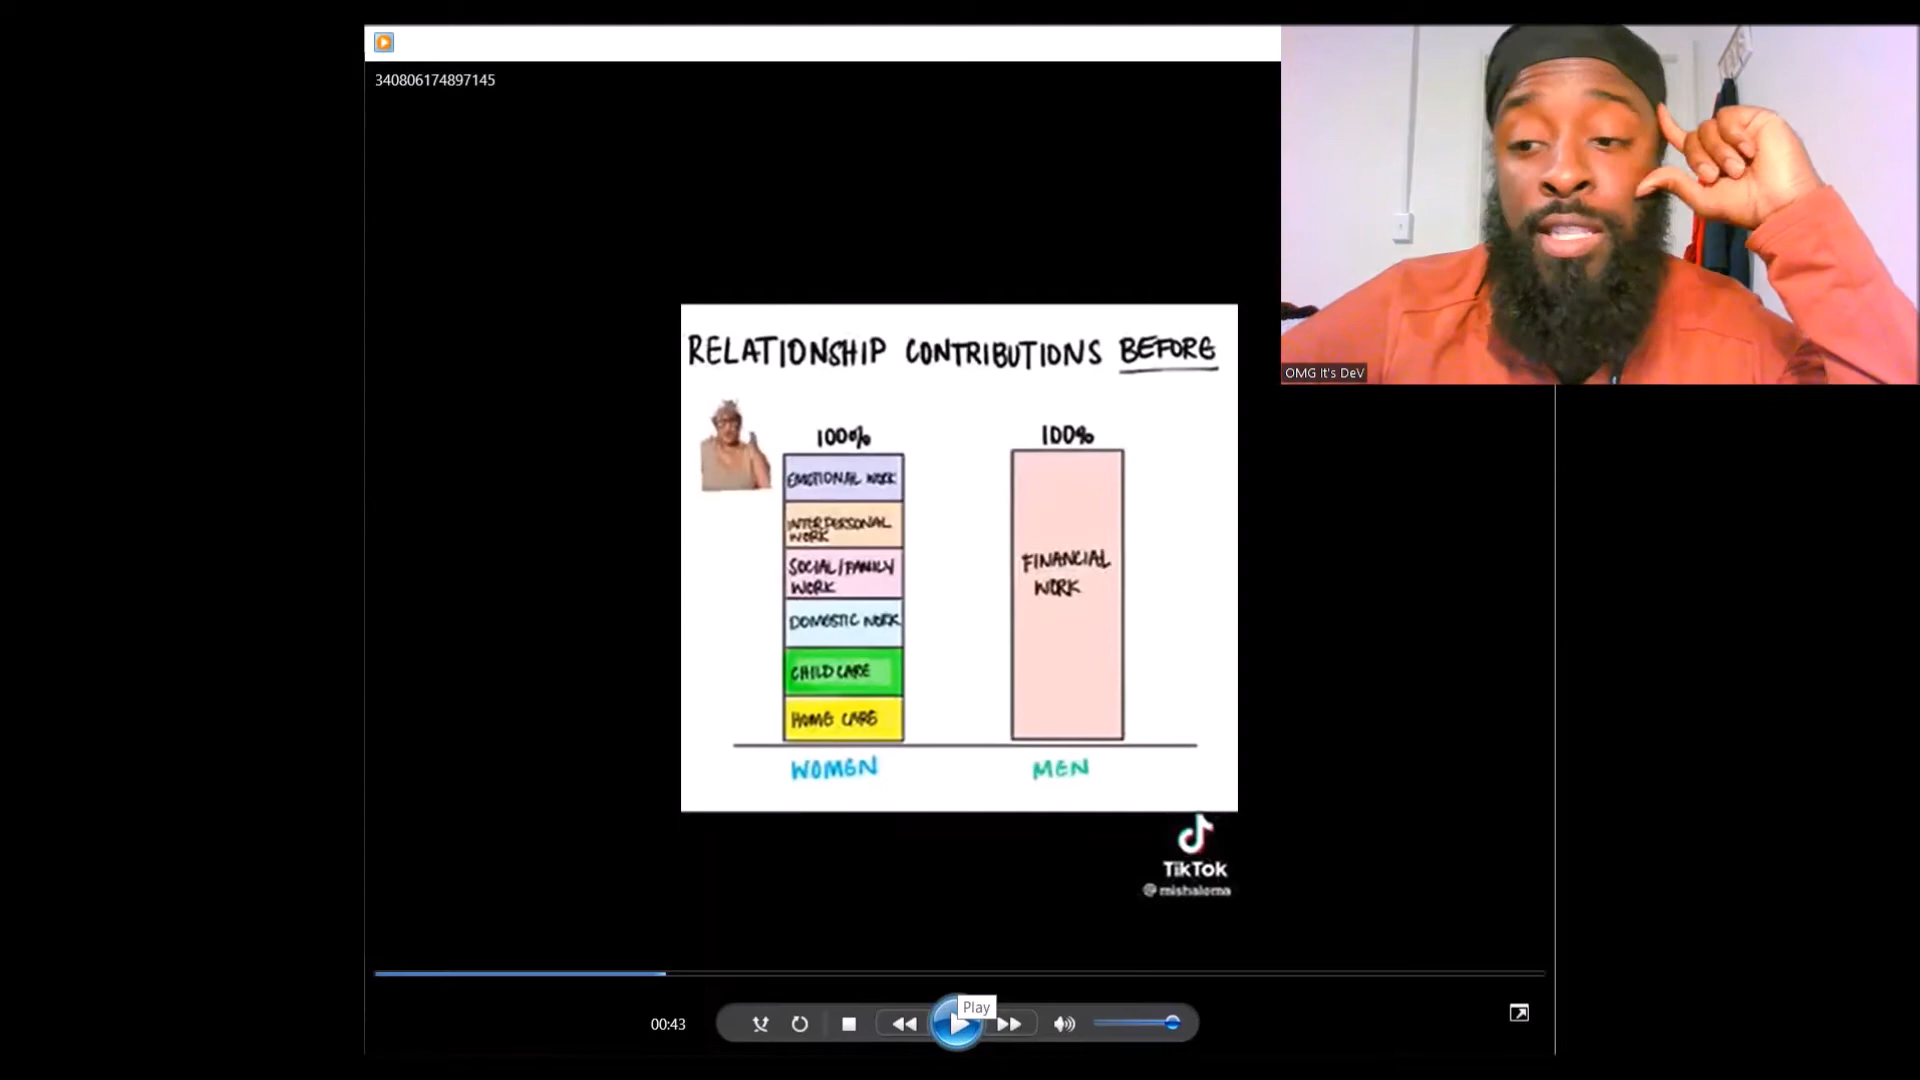 340806174897145
OMG It's DeV
RELATIONSHIP CONTRIBUTIONS BEFORE
100%
EMOTIONAL WORK
INTERPERSONAL
WORK
SOCIAL/FAMILY
WORK
DOMESTIC WORK
CHILD CARE
HOME CARE
WOMEN
100%
FINANCIAL
WORK
MEN
TikTok
@mishaloma
00:43
Play